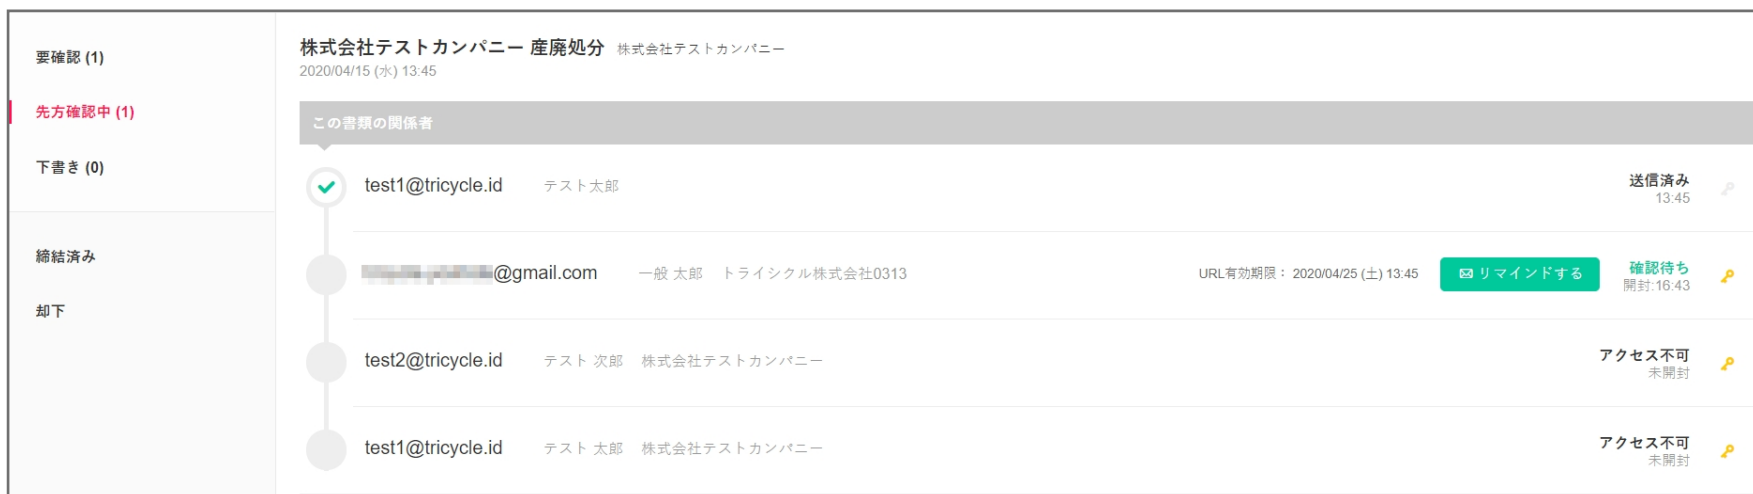 要確認 (1)
先方確認中 (1)
下書き (0)
締結済み
却下
株式会社テストカンパニー 産廃処分 株式会社テストカンパニー
2020/04/15 (水) 13:45
この書類の関係者
test1@tricycle.id テスト太郎 送信済み
13:45
@gmail.com 一般 太郎 トライシクル株式会社0313 URL有効期限： 2020/04/25 (土) 13:45 リマインドする 確認待ち
開封:16:43
test2@tricycle.id テスト 次郎 株式会社テストカンパニー アクセス不可
未開封
test1@tricycle.id テスト 太郎 株式会社テストカンパニー アクセス不可
未開封